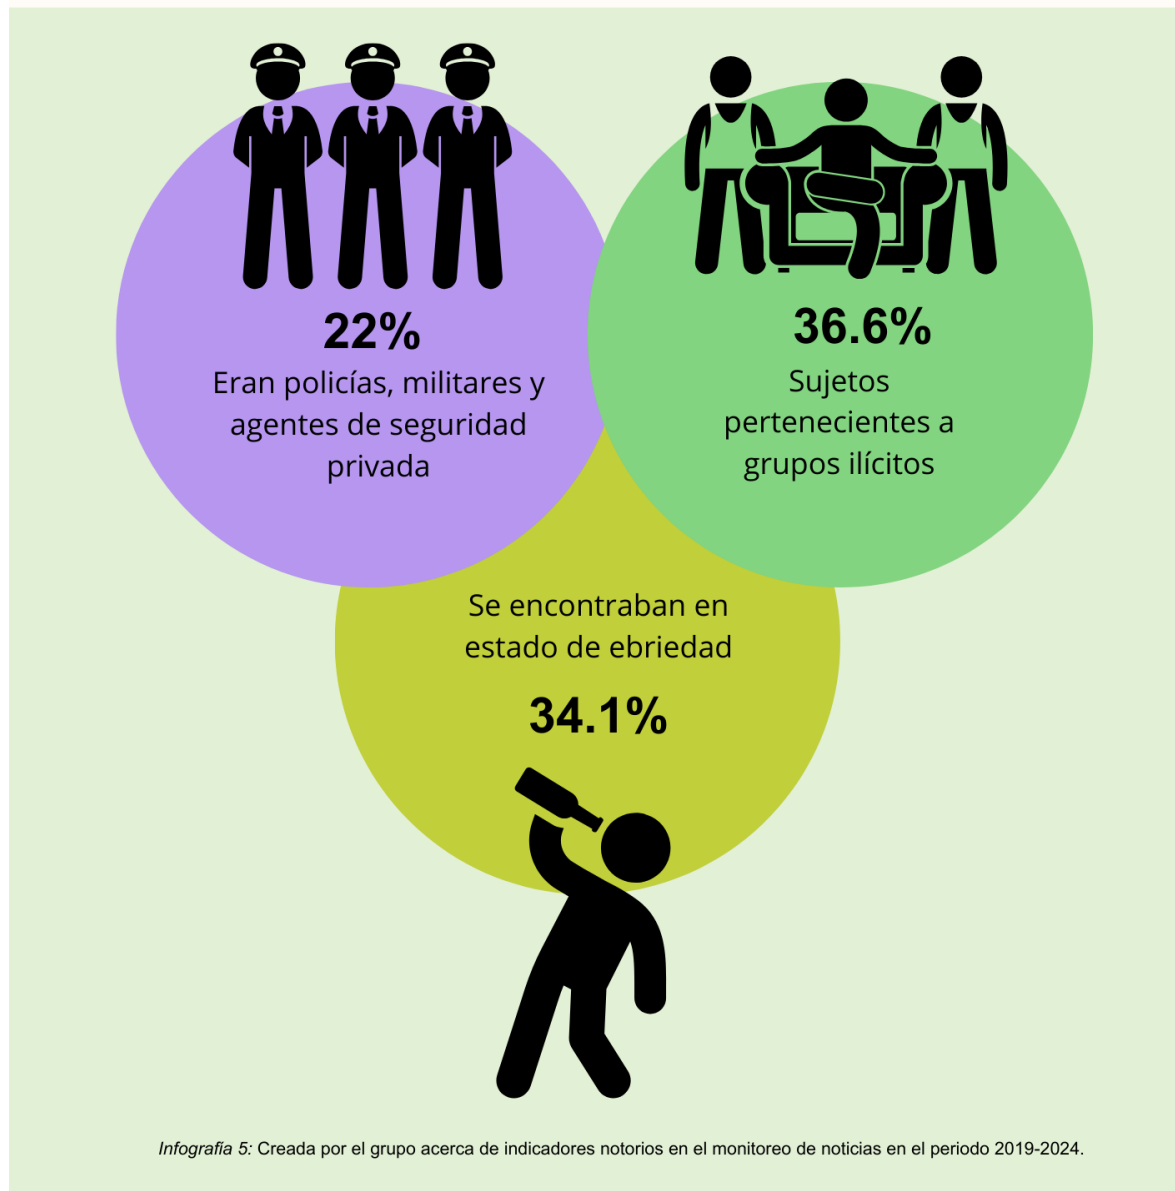 22%
Eran policías, militares y
agentes de seguridad
privada
36.6%
Sujetos
pertenecientes a
grupos ilícitos
Se encontraban en
estado de ebriedad
34.1%
Infografía 5: Creada por el grupo acerca de indicadores notorios en el monitoreo de noticias en el periodo 2019-2024.